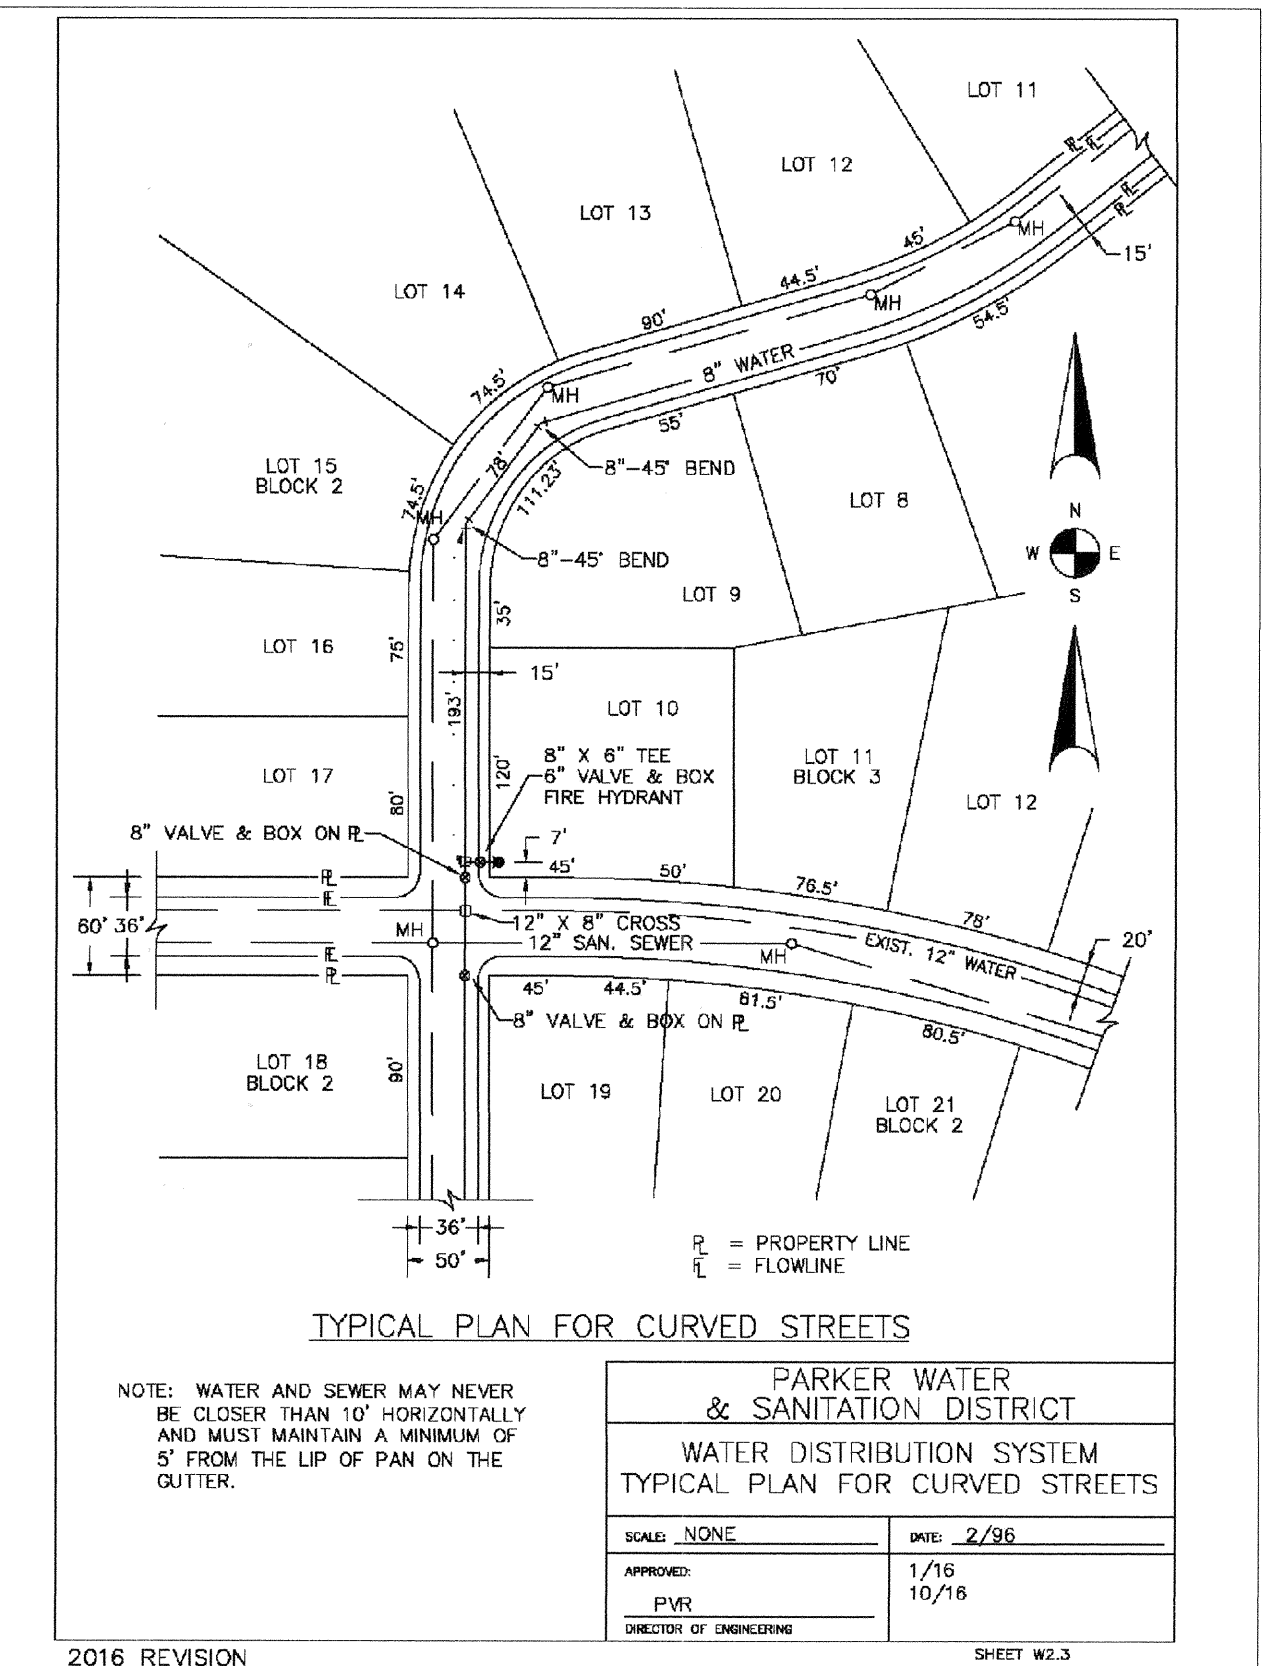 LOT 11
LOT 12
LOT 13
LOT 14
45'
44.5'
90'
74.5'
MH
MH
15'
54.5'
8" WATER
70'
55'
MH
78'
8"-45° BEND
111.23'
LOT 15
BLOCK 2
74.5'
MH
8"-45° BEND
LOT 8
N
W E
S
LOT 9
35'
LOT 16
75'
15'
193'
LOT 10
8" X 6" TEE
6" VALVE & BOX
FIRE HYDRANT
120'
LOT 11
BLOCK 3
LOT 12
LOT 17
80'
8" VALVE & BOX ON PL
7'
45'
50'
76.5'
78'
PL
FL
60' 36'
FL
PL
MH
12" X 8" CROSS
12" SAN. SEWER
MH
EXIST. 12" WATER
20'
45'
44.5'
81.5'
80.5'
8" VALVE & BOX ON PL
LOT 18
BLOCK 2
90'
LOT 19
LOT 20
LOT 21
BLOCK 2
36'
50'
PL = PROPERTY LINE
FL = FLOWLINE
TYPICAL PLAN FOR CURVED STREETS
NOTE: WATER AND SEWER MAY NEVER
BE CLOSER THAN 10' HORIZONTALLY
AND MUST MAINTAIN A MINIMUM OF
5' FROM THE LIP OF PAN ON THE
GUTTER.
PARKER WATER
& SANITATION DISTRICT
WATER DISTRIBUTION SYSTEM
TYPICAL PLAN FOR CURVED STREETS
SCALE: NONE
DATE: 2/96
APPROVED:
PVR
DIRECTOR OF ENGINEERING
1/16
10/16
2016 REVISION
SHEET W2.3